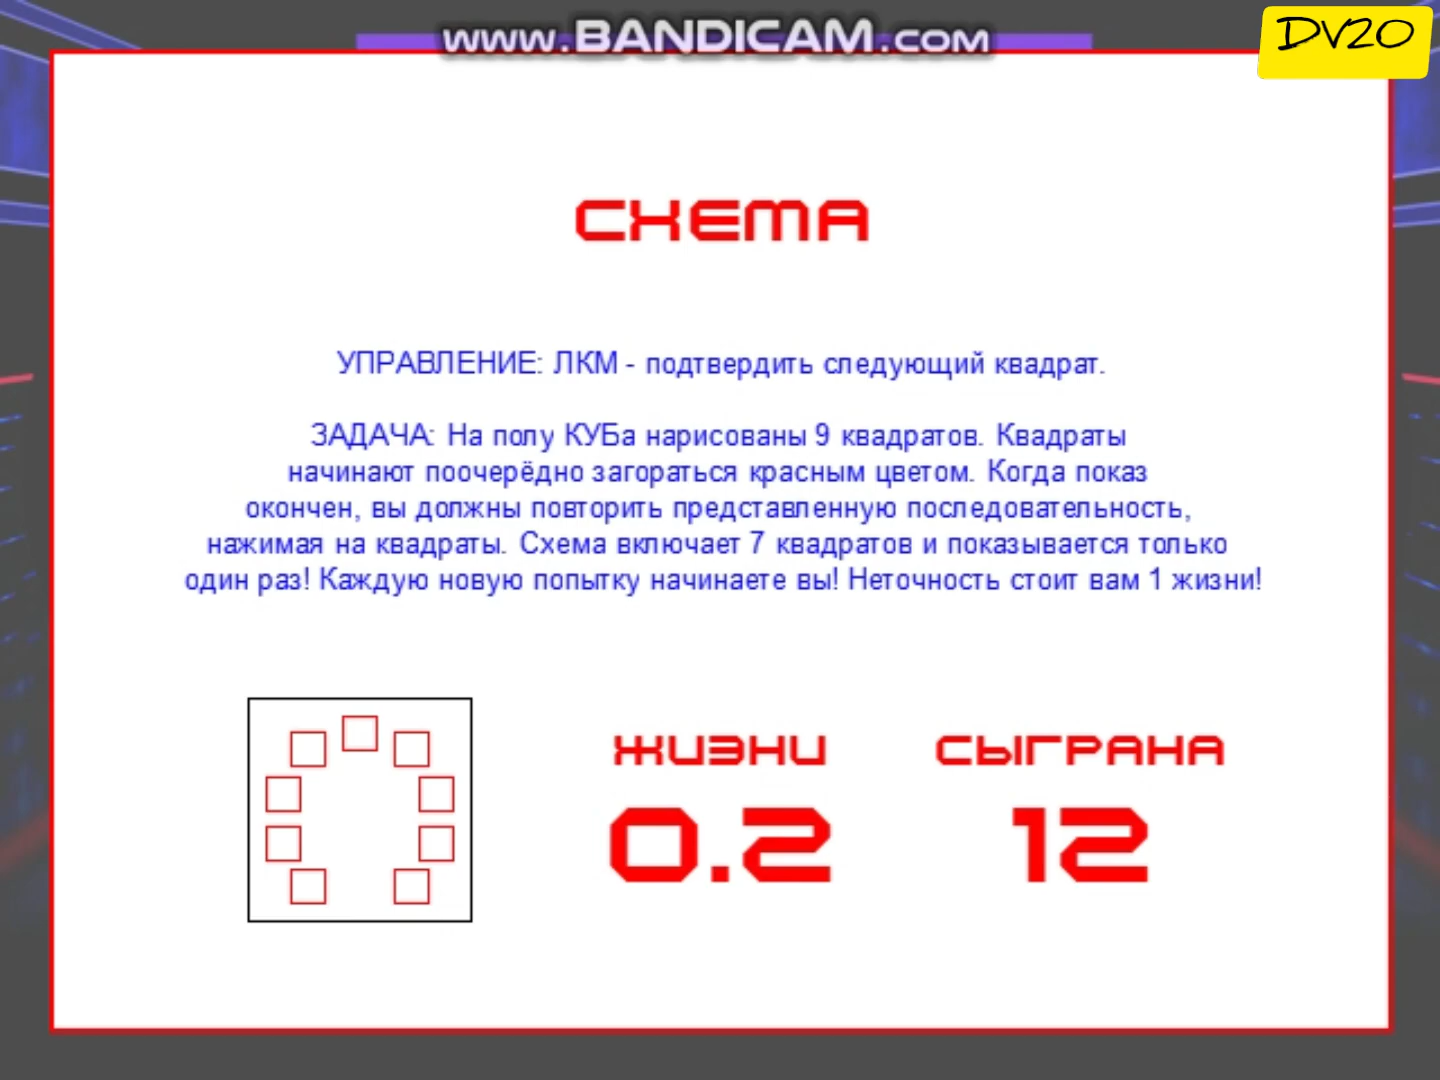 www.BANDICAM.com
DV20
СХЕМА
УПРАВЛЕНИЕ: ЛКМ - подтвердить следующий квадрат.
ЗАДАЧА: На полу КУБа нарисованы 9 квадратов. Квадраты
начинают поочерёдно загораться красным цветом. Когда показ
окончен, вы должны повторить представленную последовательность,
нажимая на квадраты. Схема включает 7 квадратов и показывается только
один раз! Каждую новую попытку начинаете вы! Неточность стоит вам 1 жизни!
ЖИЗНИ СЫГРАНА
0.2 12